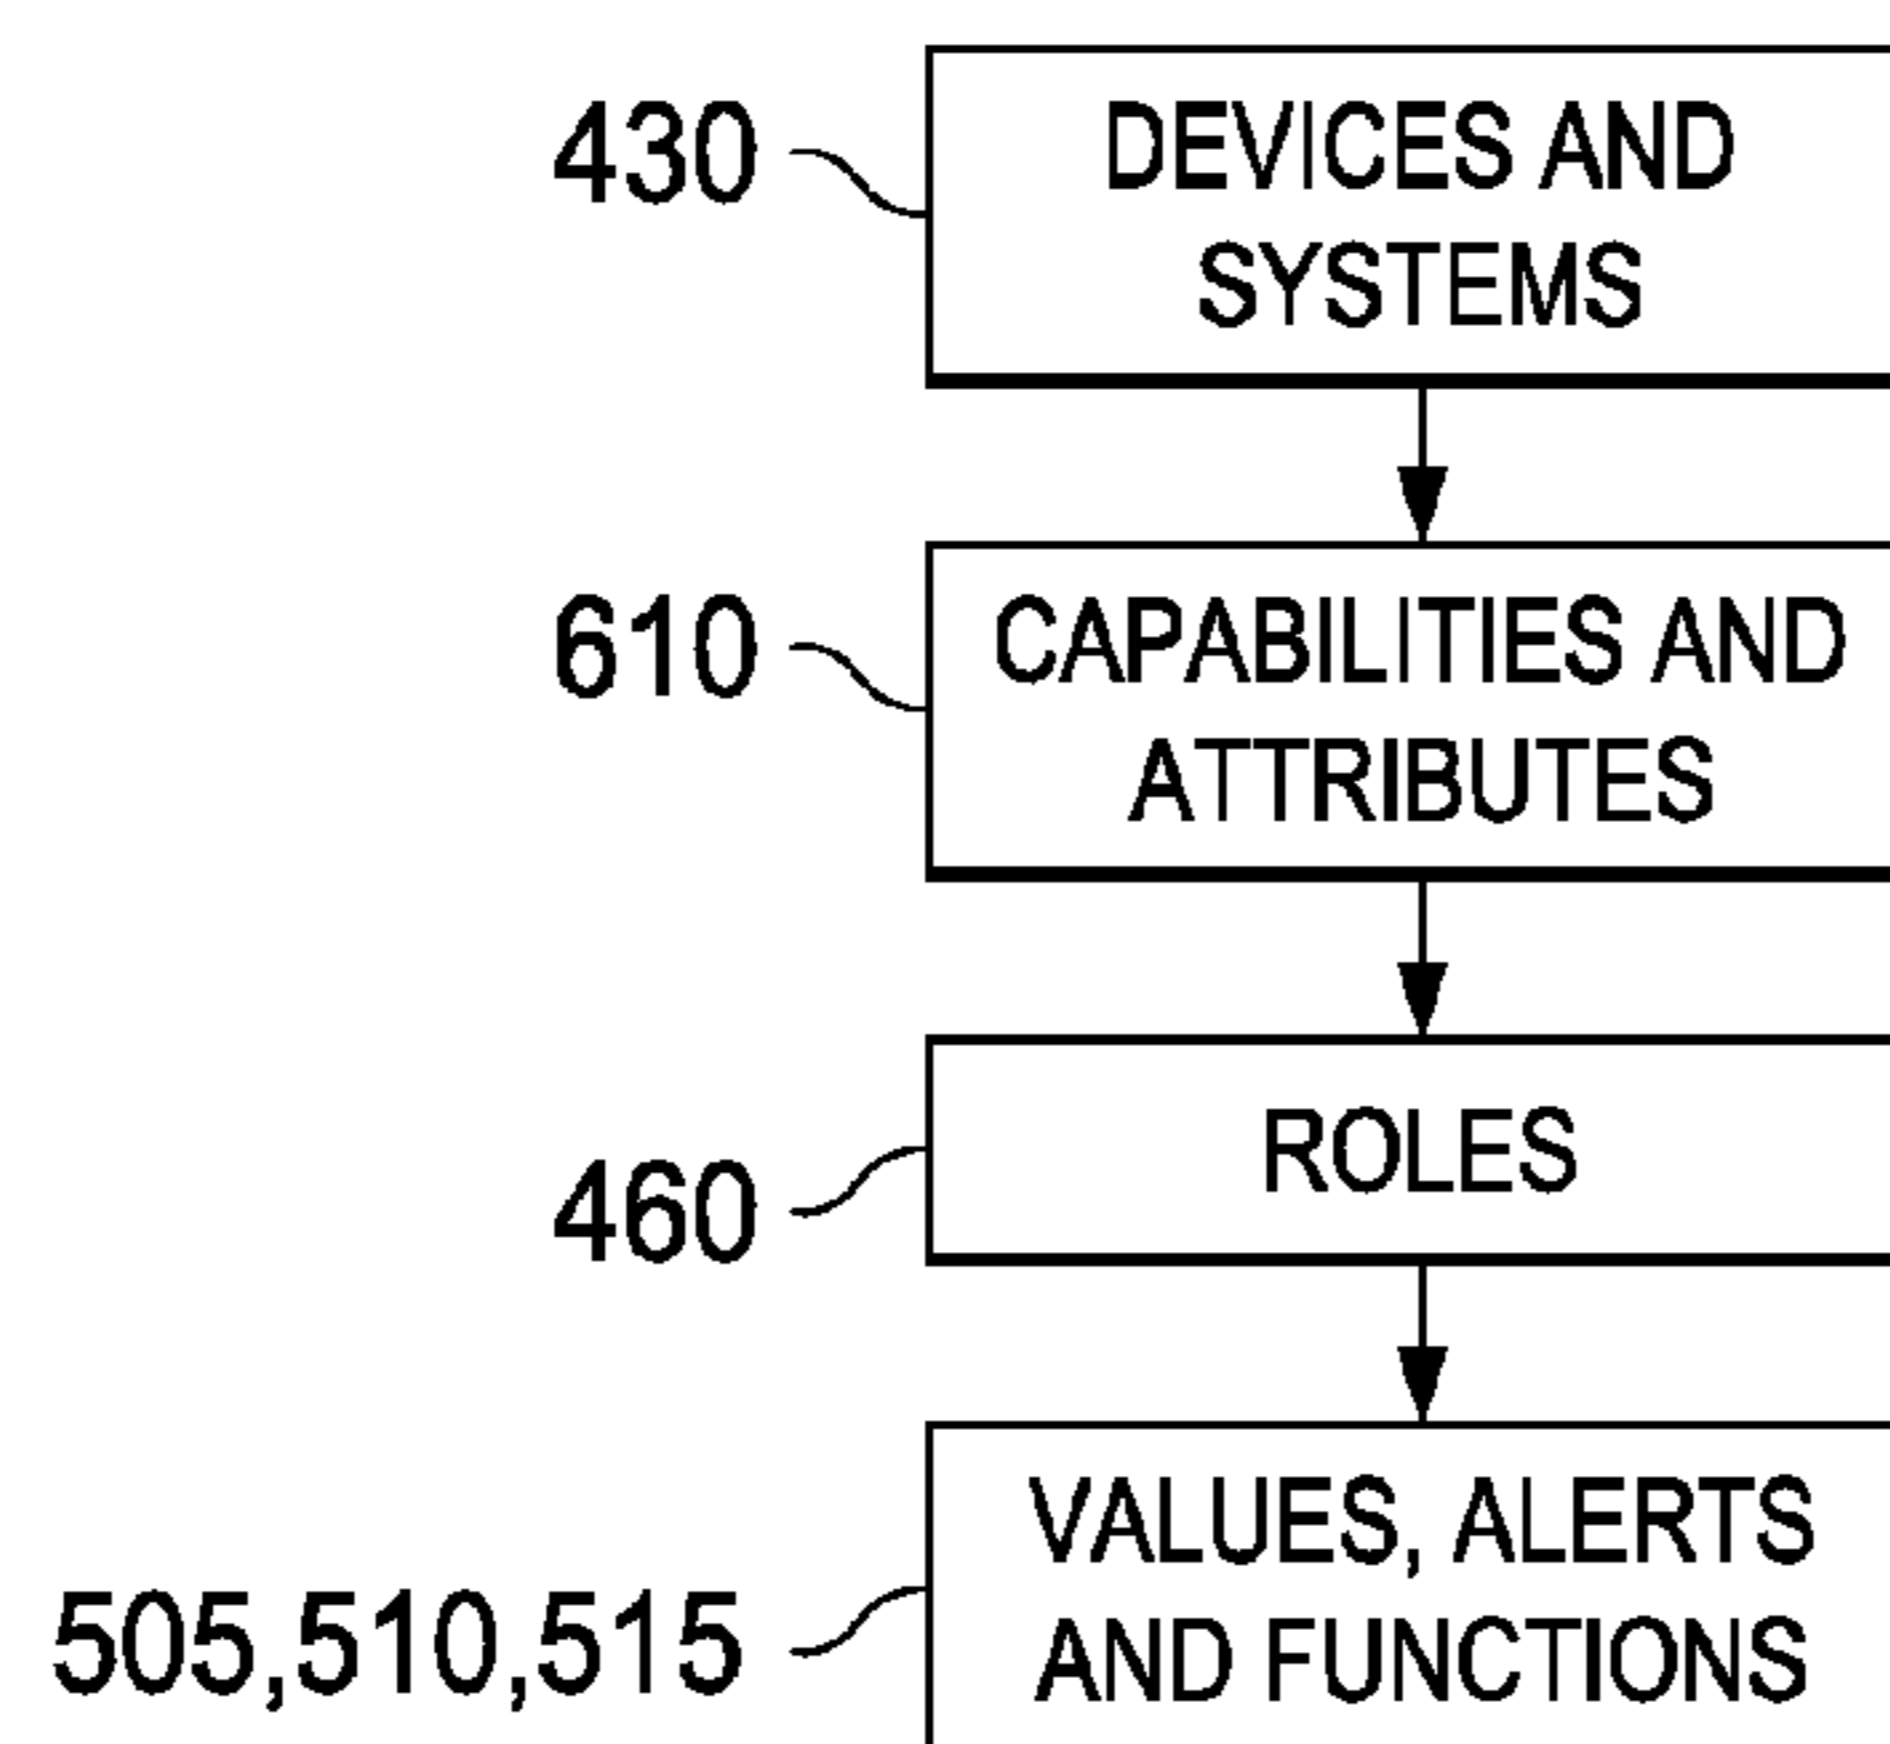 430
DEVICES AND
SYSTEMS
610
CAPABILITIES AND
ATTRIBUTES
ROLES
460
VALUES, ALERTS
AND FUNCTIONS
505,510,515